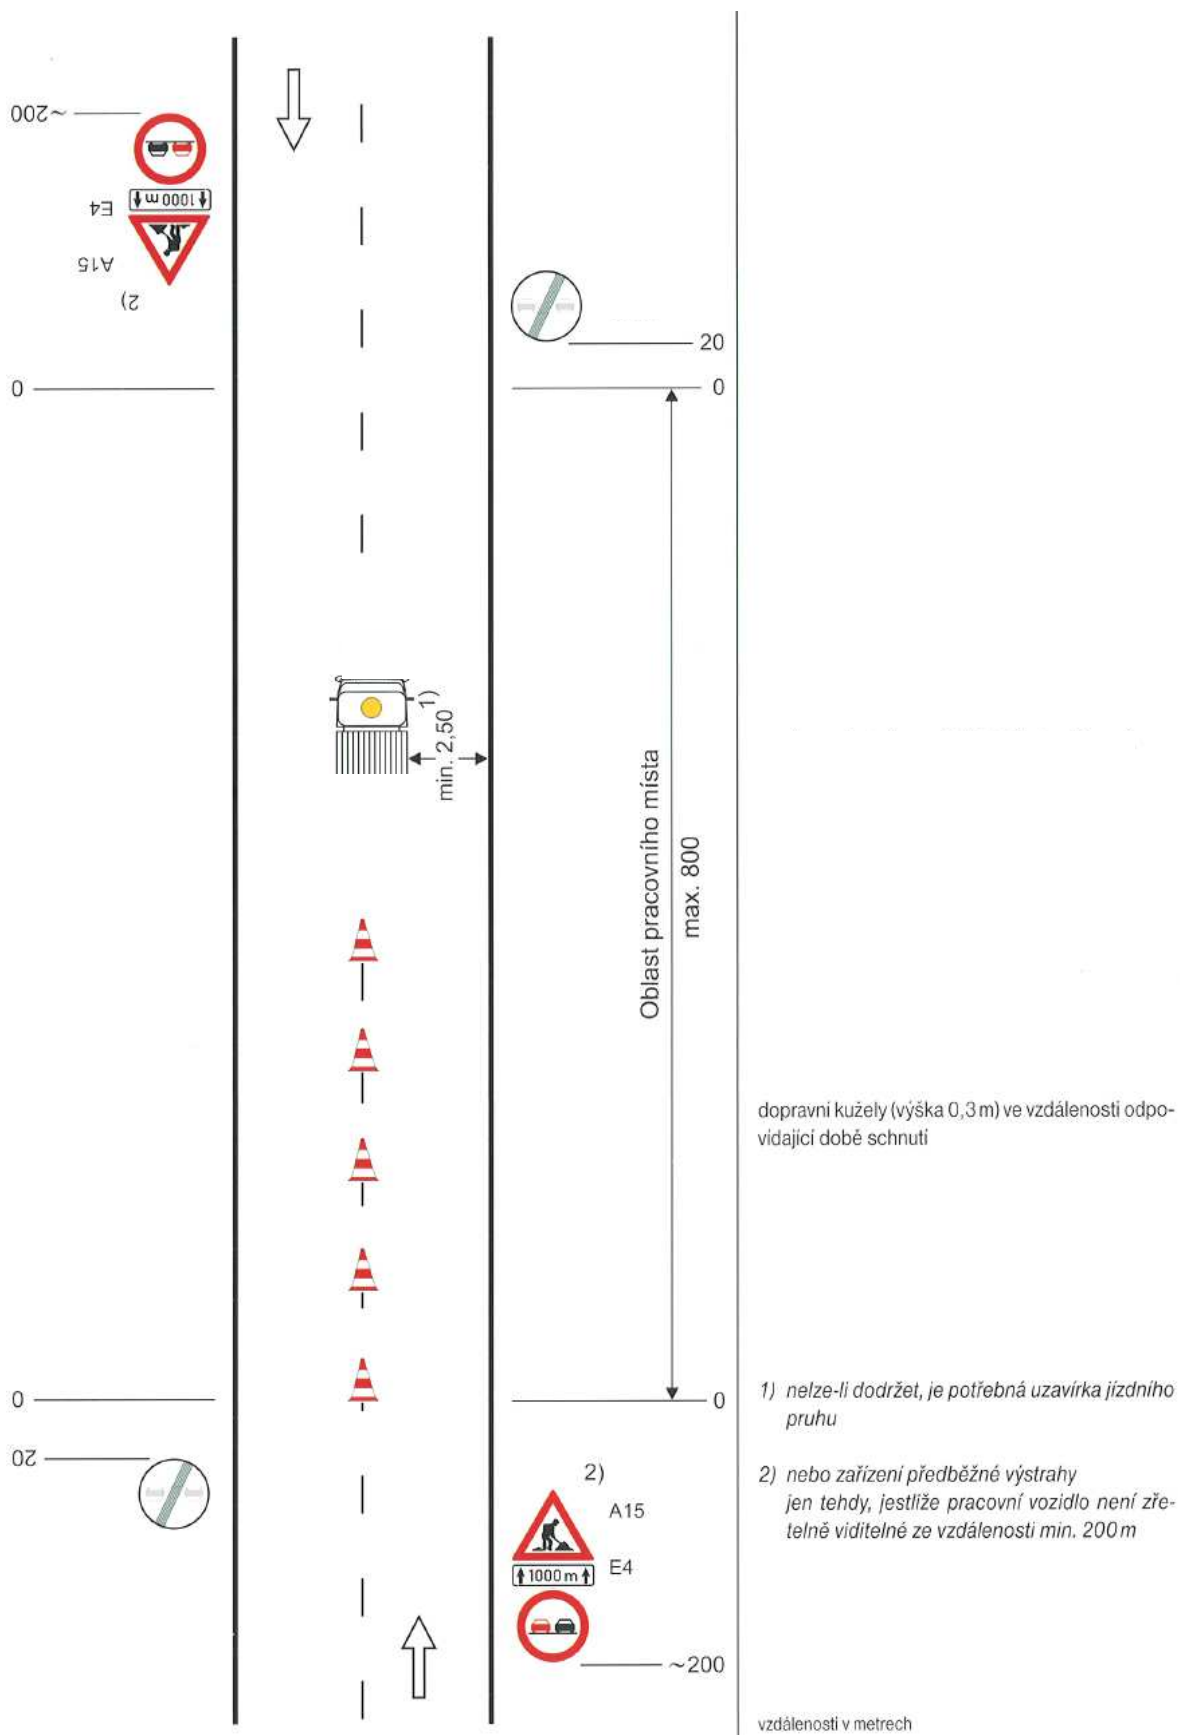 ~200
1000 m
E4
A15
2)
20
0
0
1)
min. 2,50
Oblast pracovního místa
max. 800
dopravní kužely (výška 0,3 m) ve vzdálenosti odpo-
vídající době schnutí
0
0
1) nelze-li dodržet, je potřebná uzavírka jízdního
pruhu
20
2)
A15
E4
1000 m
2) nebo zařízení předběžné výstrahy
jen tehdy, jestliže pracovní vozidlo není zře-
telně viditelné ze vzdálenosti min. 200 m
~200
vzdálenosti v metrech